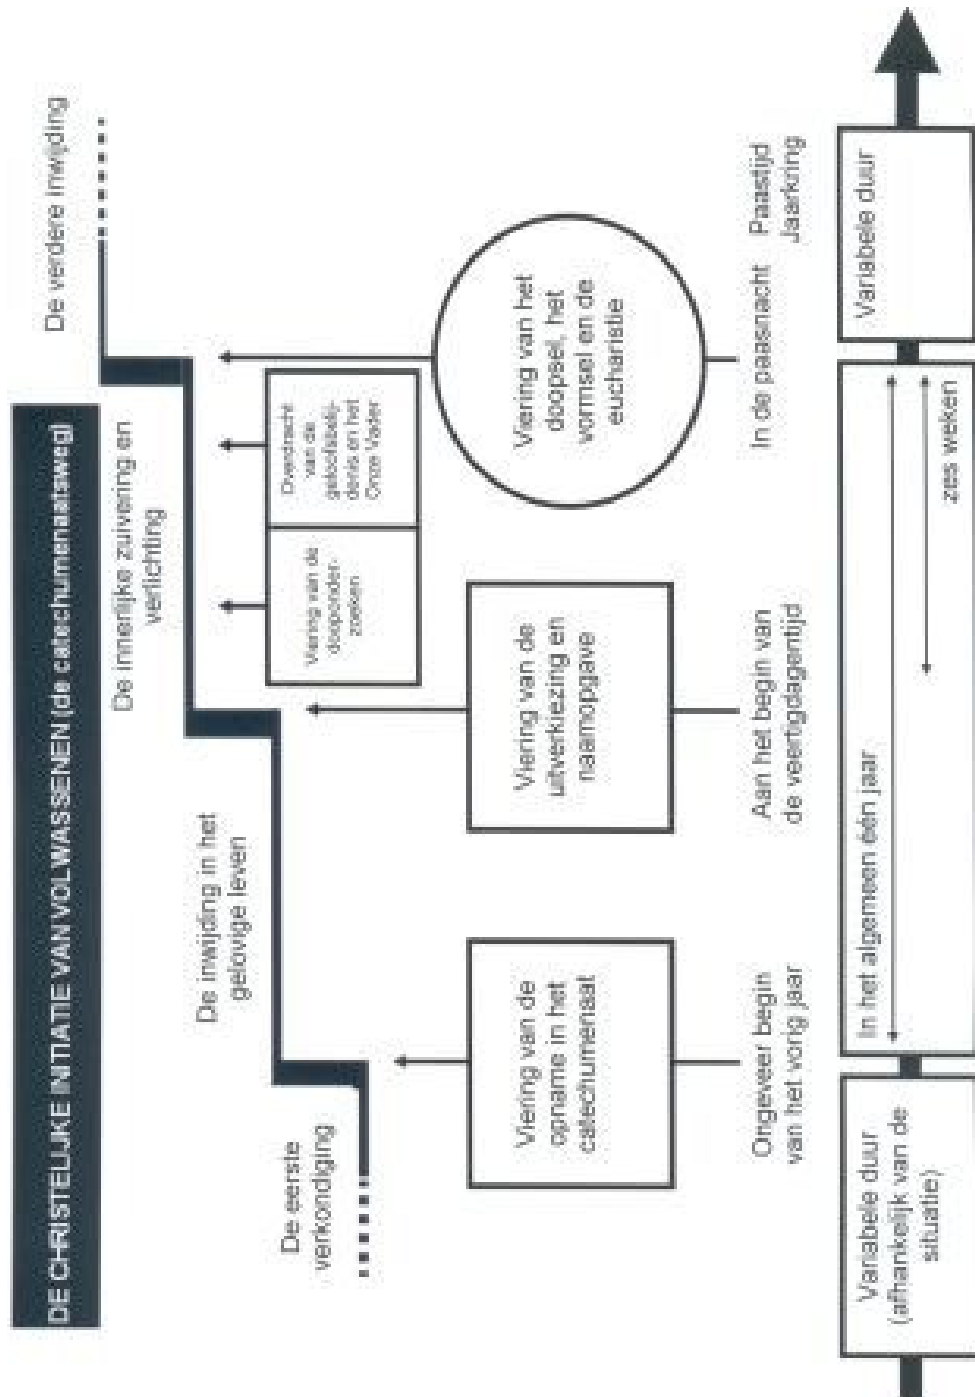 DE CHRISTELIJKE INITIATIE VAN VOLWASSENEN (de catechumenaatsweg)
De eerste
verkondiging
De inwijding in het
gelovige leven
De innerlijke zuivering en
verlichting
De verdere inwijding
Viering van de
dooponder-
zoeken
Overdracht
van de
geloofsbelij-
denis en het
Onze Vader
Viering van de
opname in het
catechumenaat
Viering van de
uitverkiezing en
naamopgave
Viering van het
doopsel, het
vormsel en de
eucharistie
Ongeveer begin
van het vorig jaar
Aan het begin van
de veertigdagentijd
In de paasnacht
Paastijd
Jaarkring
Variabele duur
(afhankelijk van de
situatie)
In het algemeen één jaar
zes weken
Variabele duur